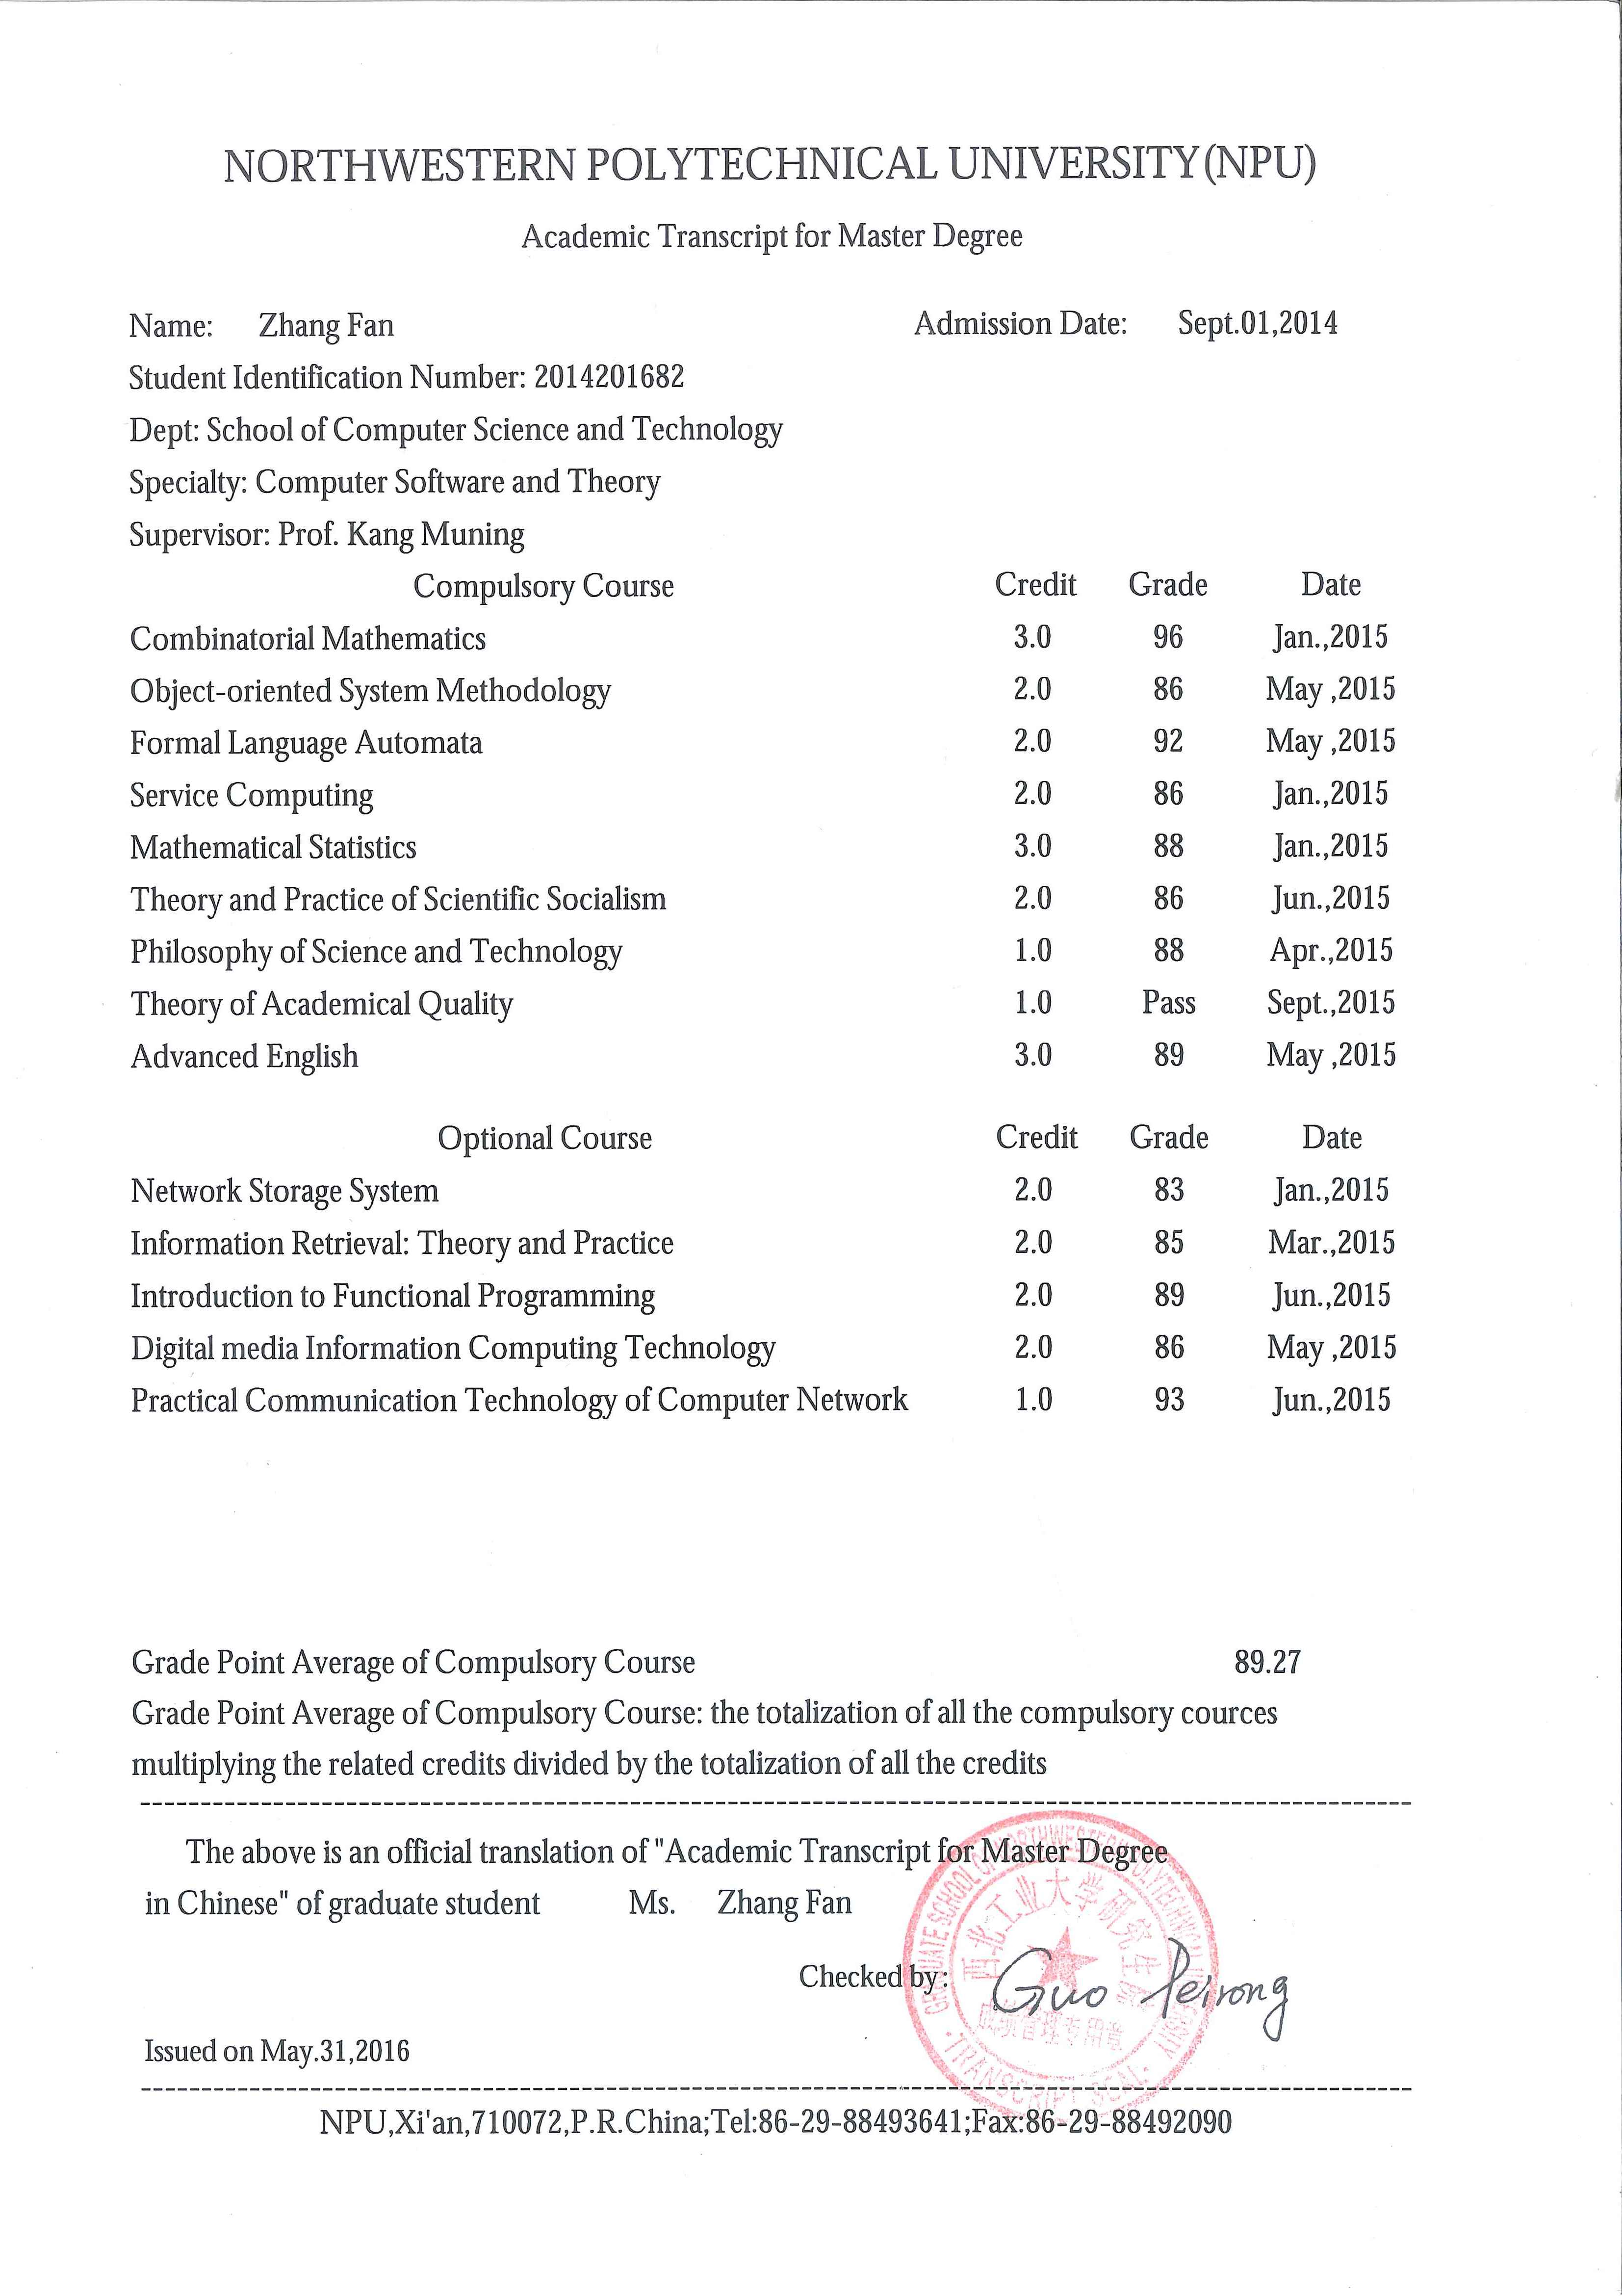 NORTHWESTERN POLYTECHNICAL UNIVERSITY(NPU)
Academic Transcript for Master Degree
Name: Zhang Fan Admission Date: Sept.01,2014
Student Identification Number: 2014201682
Dept: School of Computer Science and Technology
Specialty: Computer Software and Theory
Supervisor: Prof. Kang Muning
Compulsory Course Credit Grade Date
Combinatorial Mathematics 3.0 96 Jan.,2015
Object-oriented System Methodology 2.0 86 May ,2015
Formal Language Automata 2.0 92 May ,2015
Service Computing 2.0 86 Jan.,2015
Mathematical Statistics 3.0 88 Jan.,2015
Theory and Practice of Scientific Socialism 2.0 86 Jun.,2015
Philosophy of Science and Technology 1.0 88 Apr.,2015
Theory of Academical Quality 1.0 Pass Sept.,2015
Advanced English 3.0 89 May ,2015
Optional Course Credit Grade Date
Network Storage System 2.0 83 Jan.,2015
Information Retrieval: Theory and Practice 2.0 85 Mar.,2015
Introduction to Functional Programming 2.0 89 Jun.,2015
Digital media Information Computing Technology 2.0 86 May ,2015
Practical Communication Technology of Computer Network 1.0 93 Jun.,2015
Grade Point Average of Compulsory Course 89.27
Grade Point Average of Compulsory Course: the totalization of all the compulsory cources
multiplying the related credits divided by the totalization of all the credits
The above is an official translation of "Academic Transcript for Master Degree
in Chinese" of graduate student Ms. Zhang Fan
Checked by: Guo Peirong
GRADUATE SCHOOL OF NORTHWESTERN POLYTECHNICAL UNIVERSITY
西北工业大学研究生院
成绩管理专用章
·TRANSCRIPT SEAL·
Issued on May.31,2016
NPU,Xi'an,710072,P.R.China;Tel:86-29-88493641;Fax:86-29-88492090